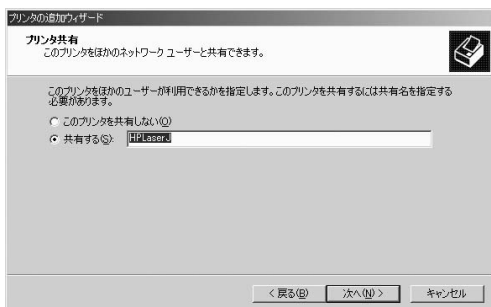 プリンタの追加ウィザード
プリンタ共有
このプリンタをほかのネットワーク ユーザーと共有できます。
このプリンタをほかのユーザーが利用できるかを指定します。このプリンタを共有するには共有名を指定する
必要があります。
このプリンタを共有しない(O)
共有する(S): HPLaserJ
< 戻る(B) 次へ(N) > キャンセル